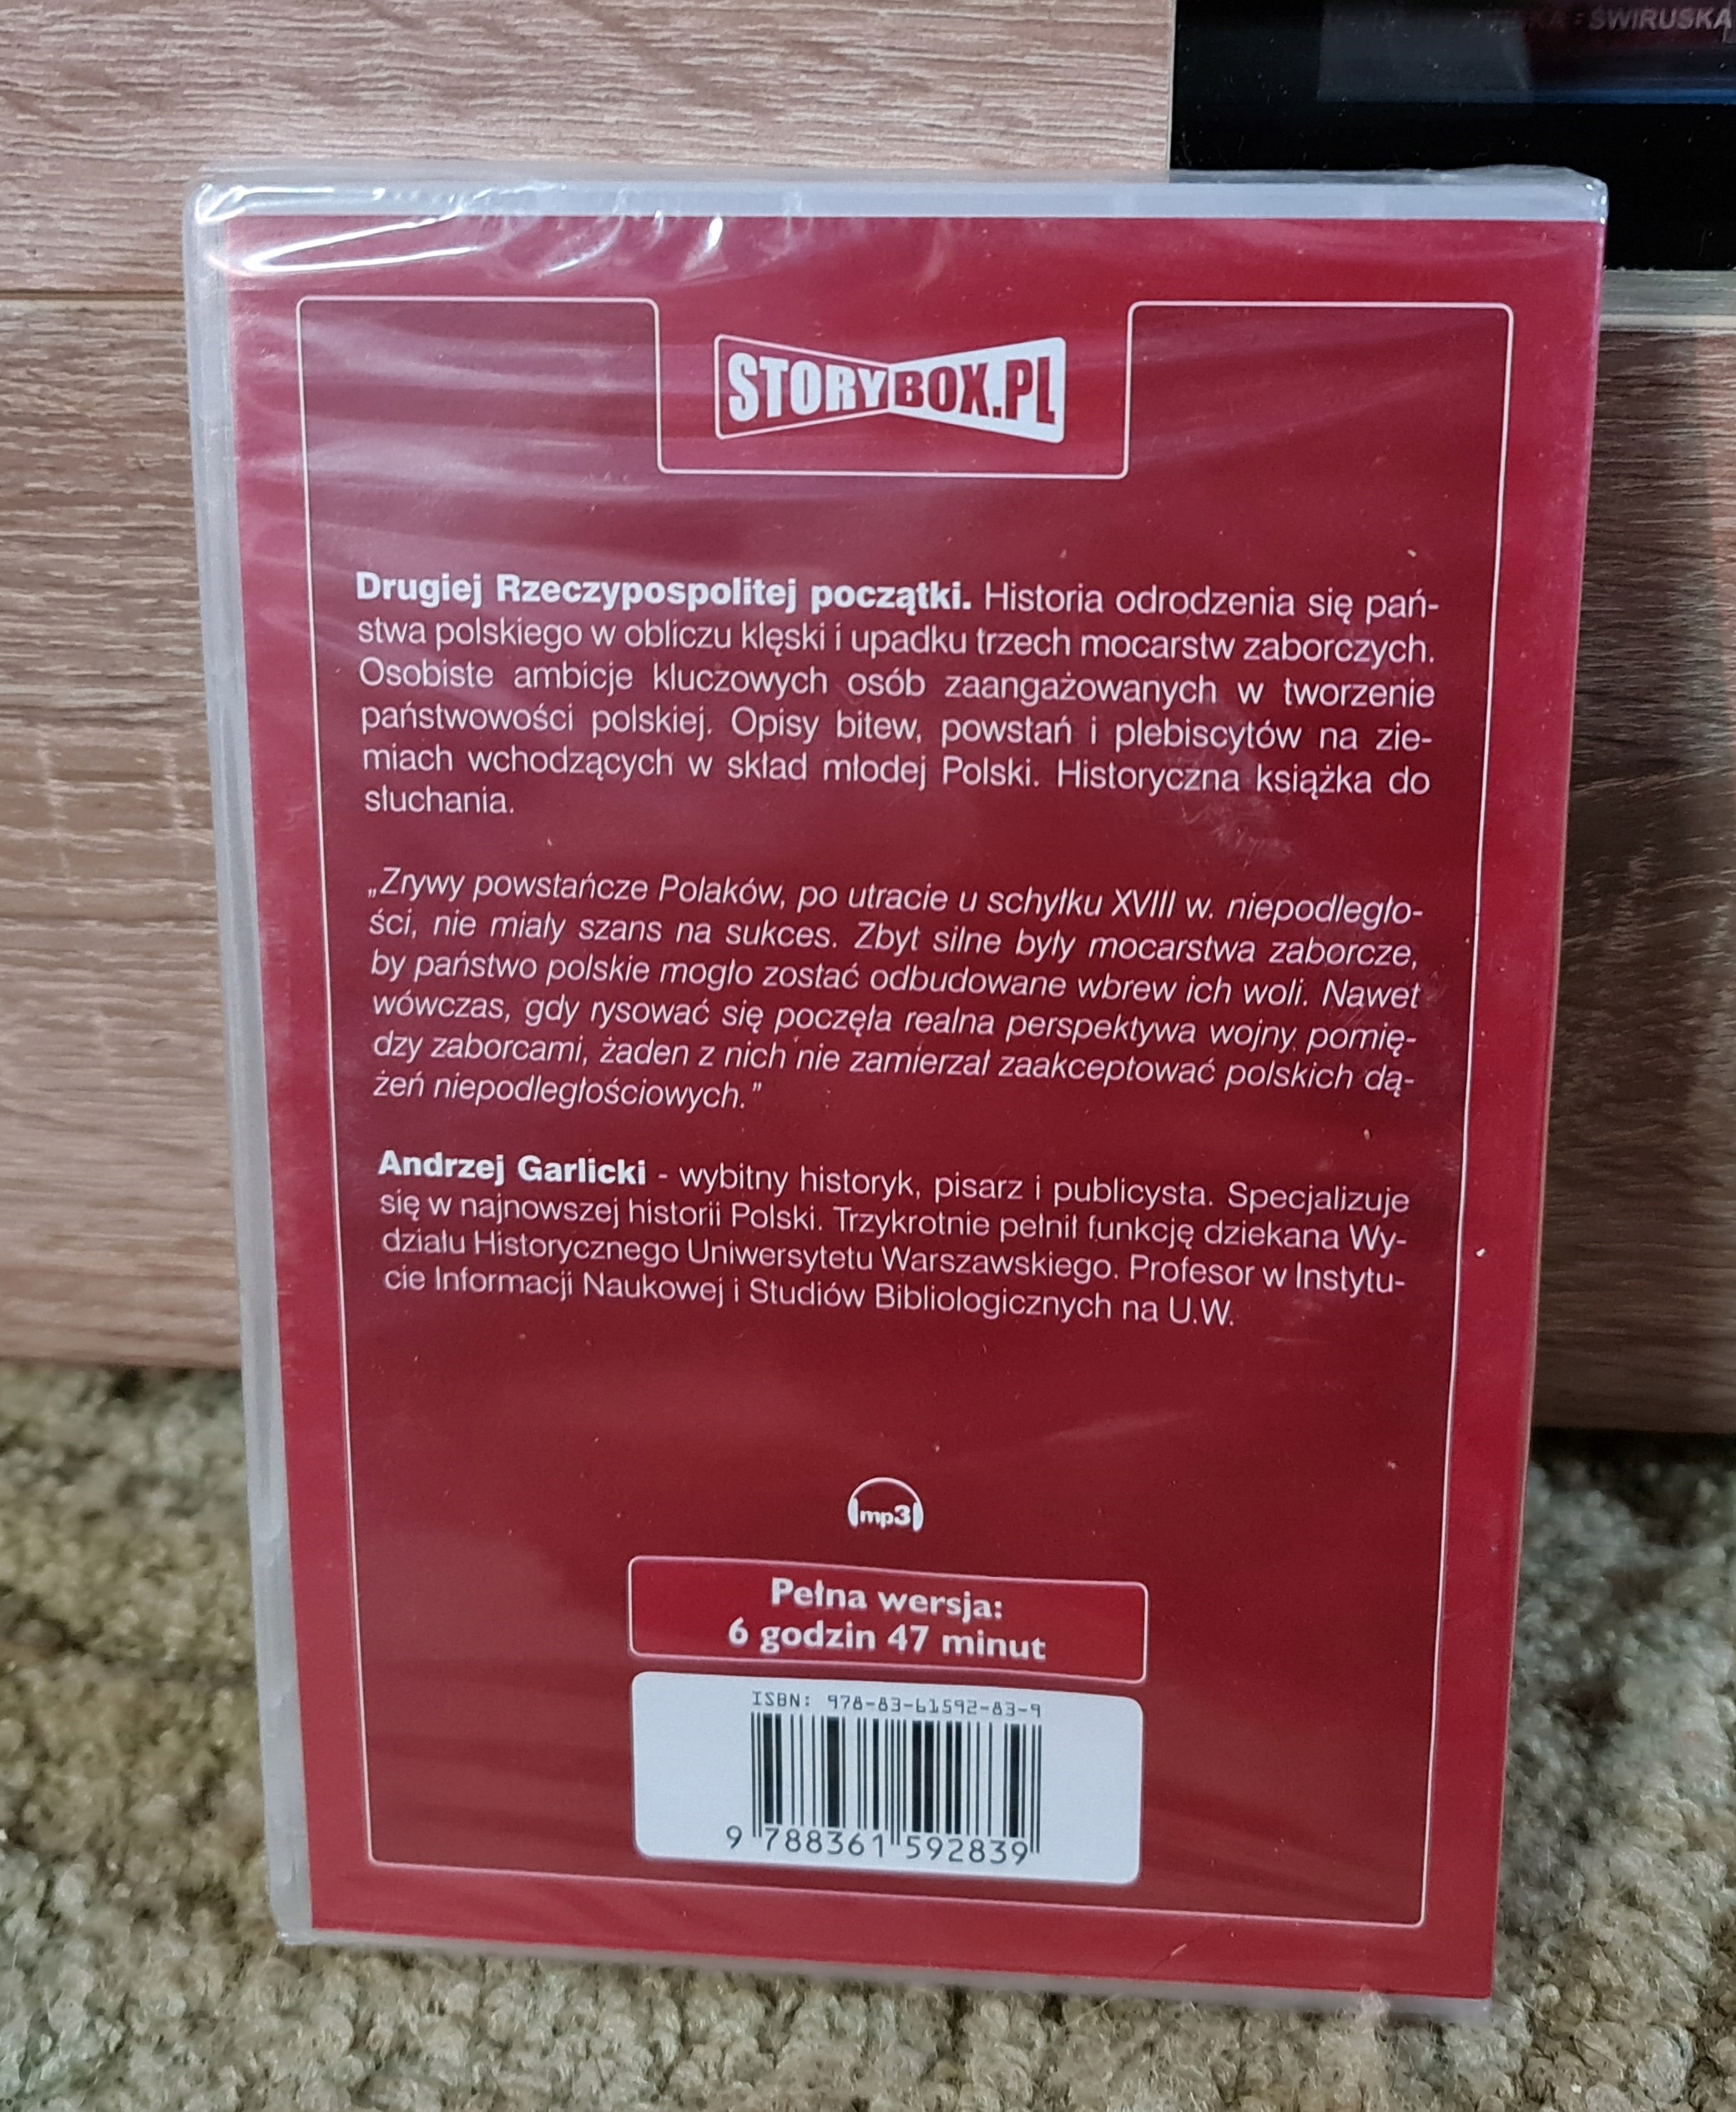 ŚWIRUSKA
STORYBOX.PL
Drugiej Rzeczypospolitej początki. Historia odrodzenia się pań-
stwa polskiego w obliczu klęski i upadku trzech mocarstw zaborczych.
Osobiste ambicje kluczowych osób zaangażowanych w tworzenie
państwowości polskiej. Opisy bitew, powstań i plebiscytów na zie-
miach wchodzących w skład młodej Polski. Historyczna książka do
słuchania.
„Zrywy powstańcze Polaków, po utracie u schyłku XVIII w. niepodległo-
ści, nie miały szans na sukces. Zbyt silne były mocarstwa zaborcze,
by państwo polskie mogło zostać odbudowane wbrew ich woli. Nawet
wówczas, gdy rysować się poczęła realna perspektywa wojny pomię-
dzy zaborcami, żaden z nich nie zamierzał zaakceptować polskich dą-
żeń niepodległościowych.”
Andrzej Garlicki - wybitny historyk, pisarz i publicysta. Specjalizuje
się w najnowszej historii Polski. Trzykrotnie pełnił funkcję dziekana Wy-
działu Historycznego Uniwersytetu Warszawskiego. Profesor w Instytu-
cie Informacji Naukowej i Studiów Bibliologicznych na U.W.
mp3
Pełna wersja:
6 godzin 47 minut
ISBN: 978-83-61592-83-9
9 788361 592839